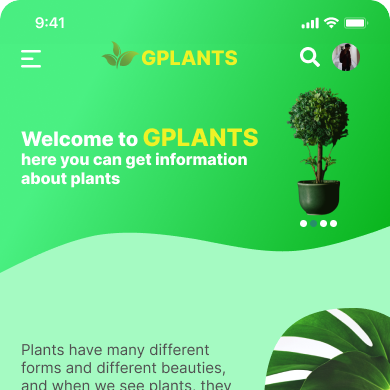 9:41
GPLANTS
Welcome to GPLANTS
here you can get information
about plants
Plants have many different
forms and different beauties,
and when we see plants, they